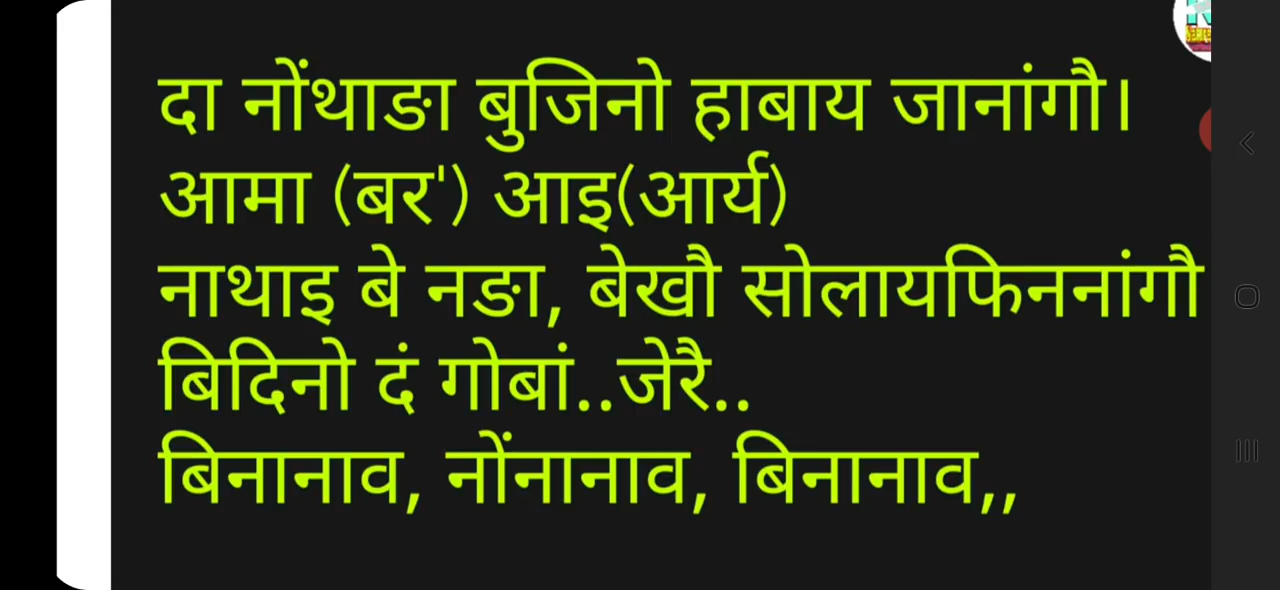 दा नोंथाङा बुजिनो हाबाय जानांगौ।
आमा (बर') आइ(आर्य)
नाथाइ बे नङा, बेखौ सोलायफिननांगौ
बिदिनो दं गोबां..जेरै..
बिनानाव, नोंनानाव, बिनानाव,,